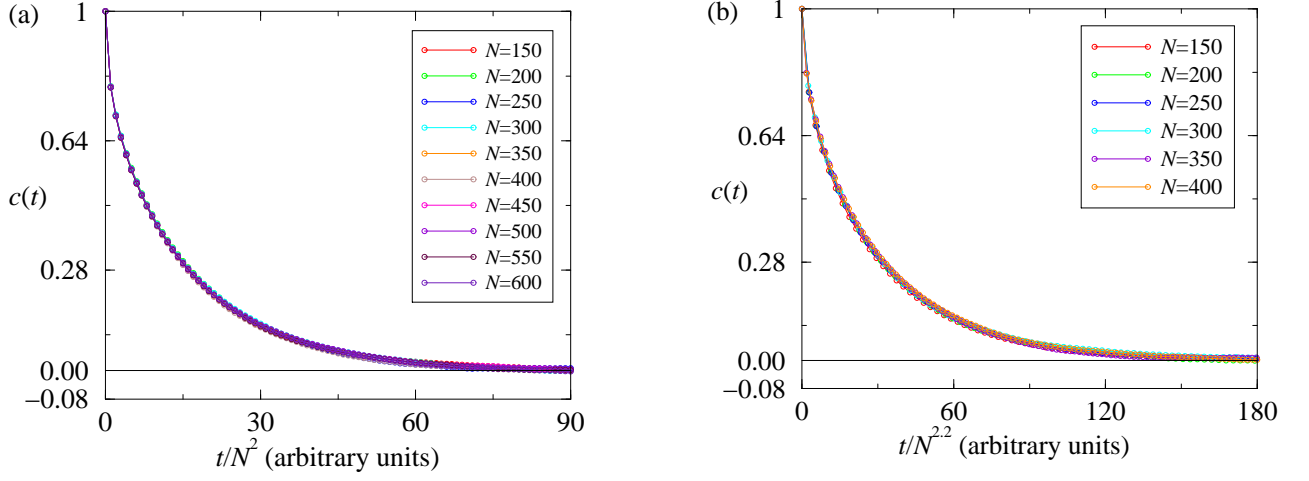 (a)
1
0.64
c(t)
0.28
0.00
−0.08
0
30
60
90
t/N² (arbitrary units)
N=150
N=200
N=250
N=300
N=350
N=400
N=450
N=500
N=550
N=600
(b)
1
0.64
c(t)
0.28
0.00
−0.08
0
60
120
180
t/N^2.2 (arbitrary units)
N=150
N=200
N=250
N=300
N=350
N=400